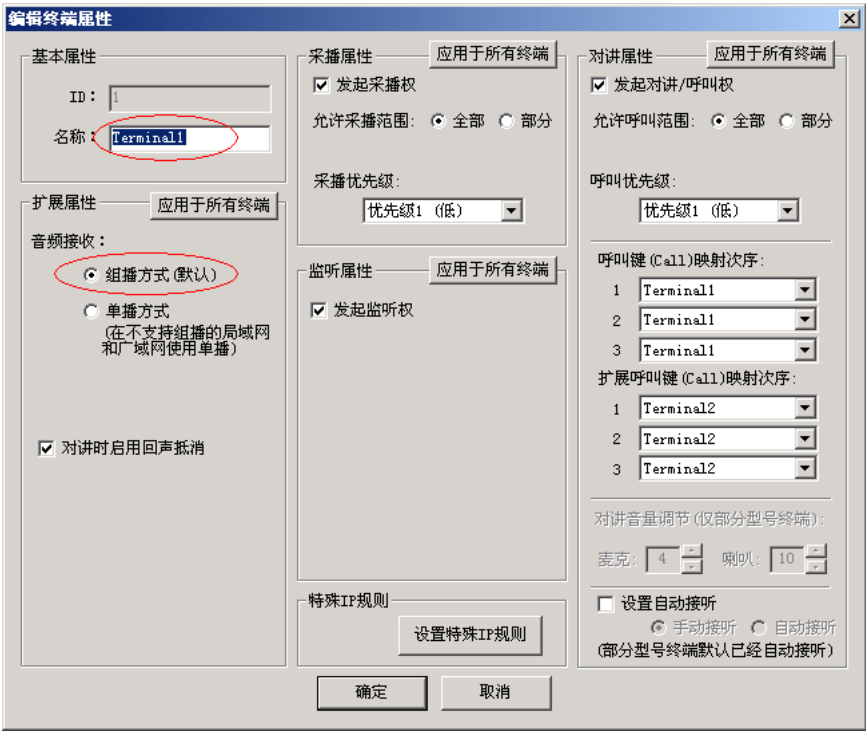 编辑终端属性
基本属性
ID： 1
名称： Terminal1
扩展属性 应用于所有终端
音频接收：
组播方式(默认)
单播方式
(在不支持组播的局域网
和广域网使用单播)
对讲时启用回声抵消
采播属性 应用于所有终端
发起采播权
允许采播范围: 全部 部分
采播优先级:
优先级1 (低)
监听属性 应用于所有终端
发起监听权
特殊IP规则
设置特殊IP规则
对讲属性 应用于所有终端
发起对讲/呼叫权
允许呼叫范围: 全部 部分
呼叫优先级:
优先级1 (低)
呼叫键(Call)映射次序:
1 Terminal1
2 Terminal1
3 Terminal1
扩展呼叫键(Call)映射次序:
1 Terminal2
2 Terminal2
3 Terminal2
对讲音量调节(仅部分型号终端):
麦克: 4 喇叭: 10
设置自动接听
手动接听 自动接听
(部分型号终端默认已经自动接听)
确定 取消